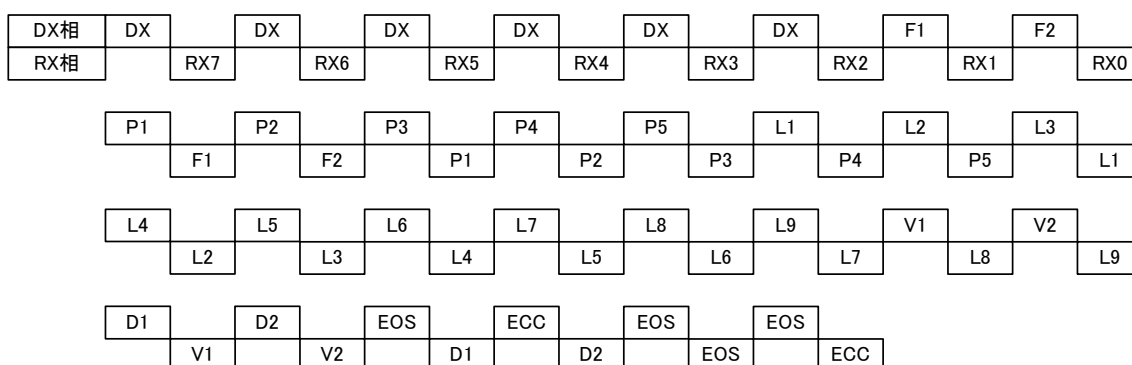 DX相 DX DX DX DX DX DX F1 F2
RX相 RX7 RX6 RX5 RX4 RX3 RX2 RX1 RX0
P1 P2 P3 P4 P5 L1 L2 L3
F1 F2 P1 P2 P3 P4 P5 L1
L4 L5 L6 L7 L8 L9 V1 V2
L2 L3 L4 L5 L6 L7 L8 L9
D1 D2 EOS ECC EOS EOS
V1 V2 D1 D2 EOS ECC